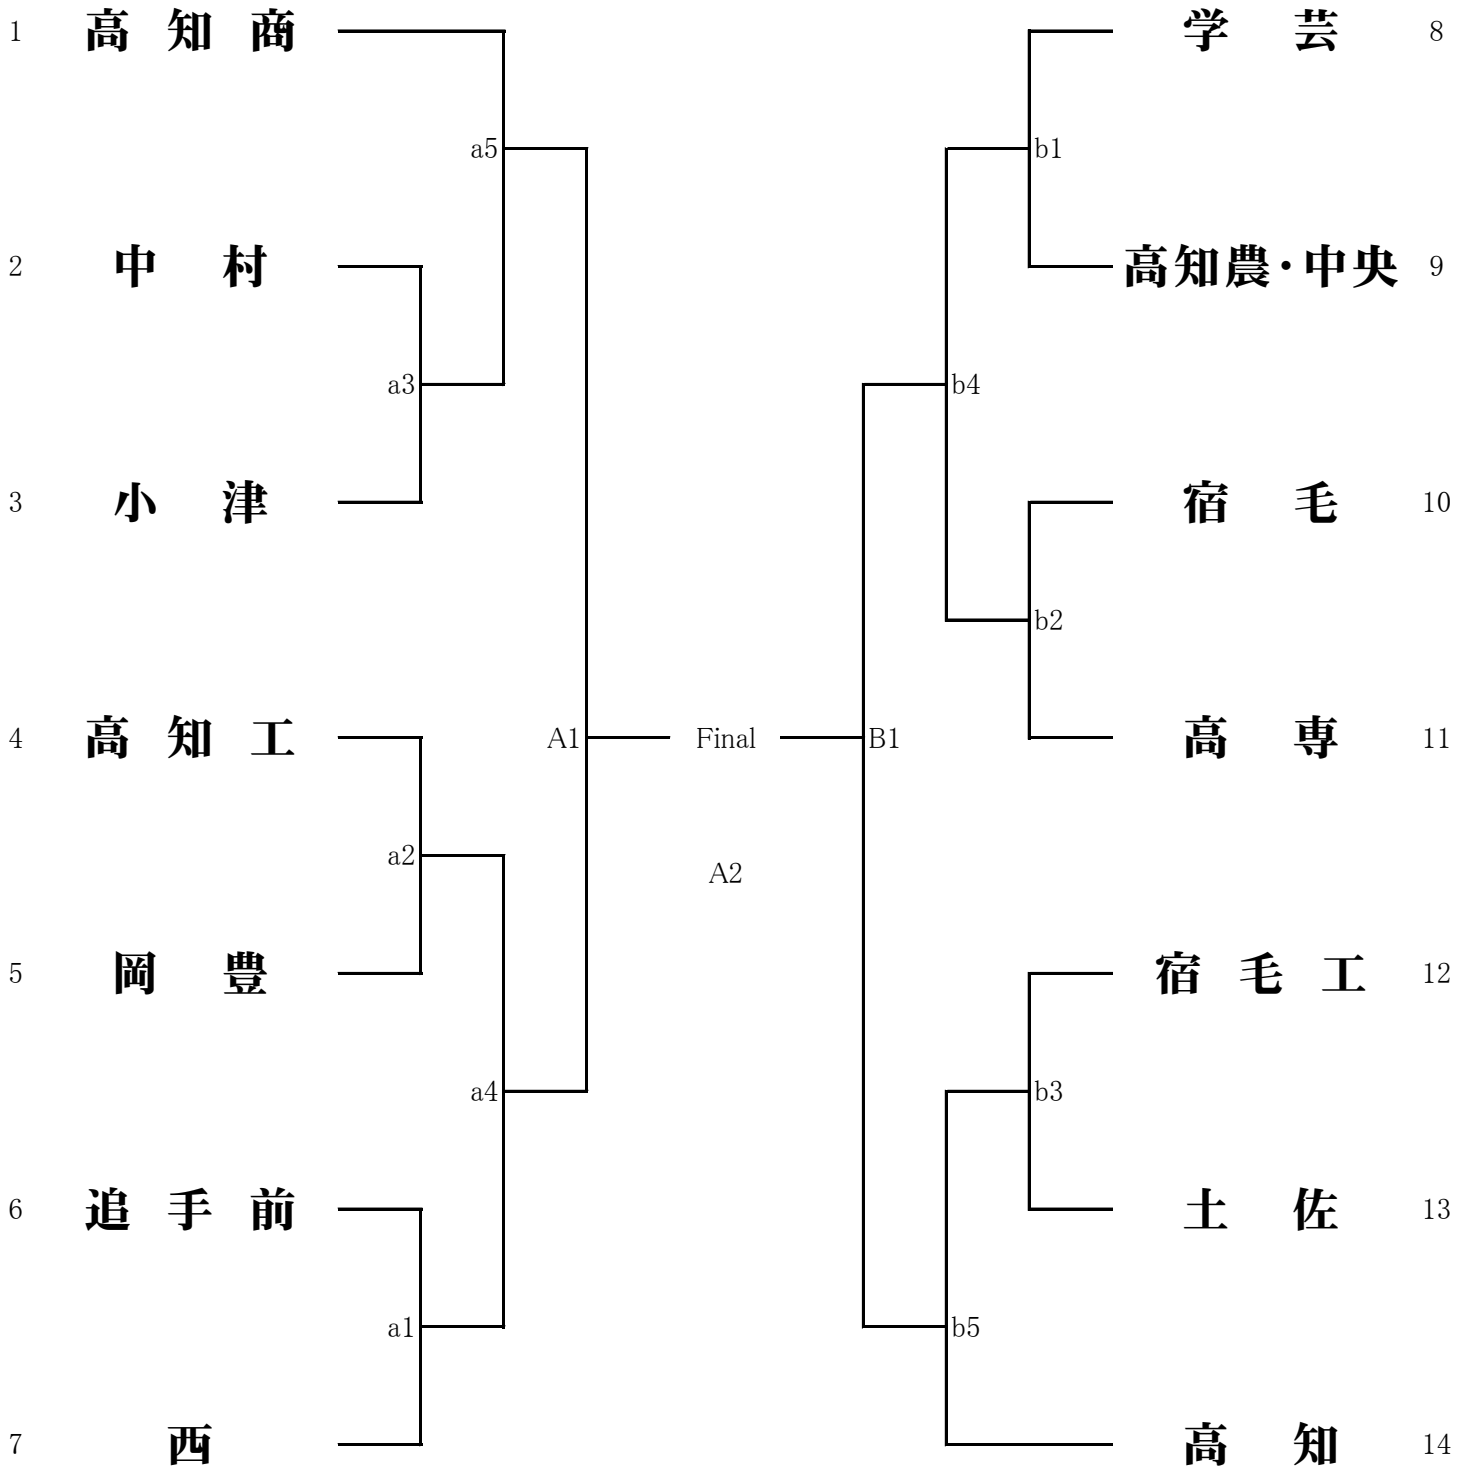 1 高知商
学芸 8
a5
b1
2 中村
高知農・中央 9
a3
b4
3 小津
宿毛 10
b2
4 高知工
A1 Final B1
高専 11
a2
A2
5 岡豊
宿毛工 12
a4
b3
6 追手前
土佐 13
a1
b5
7 西
高知 14